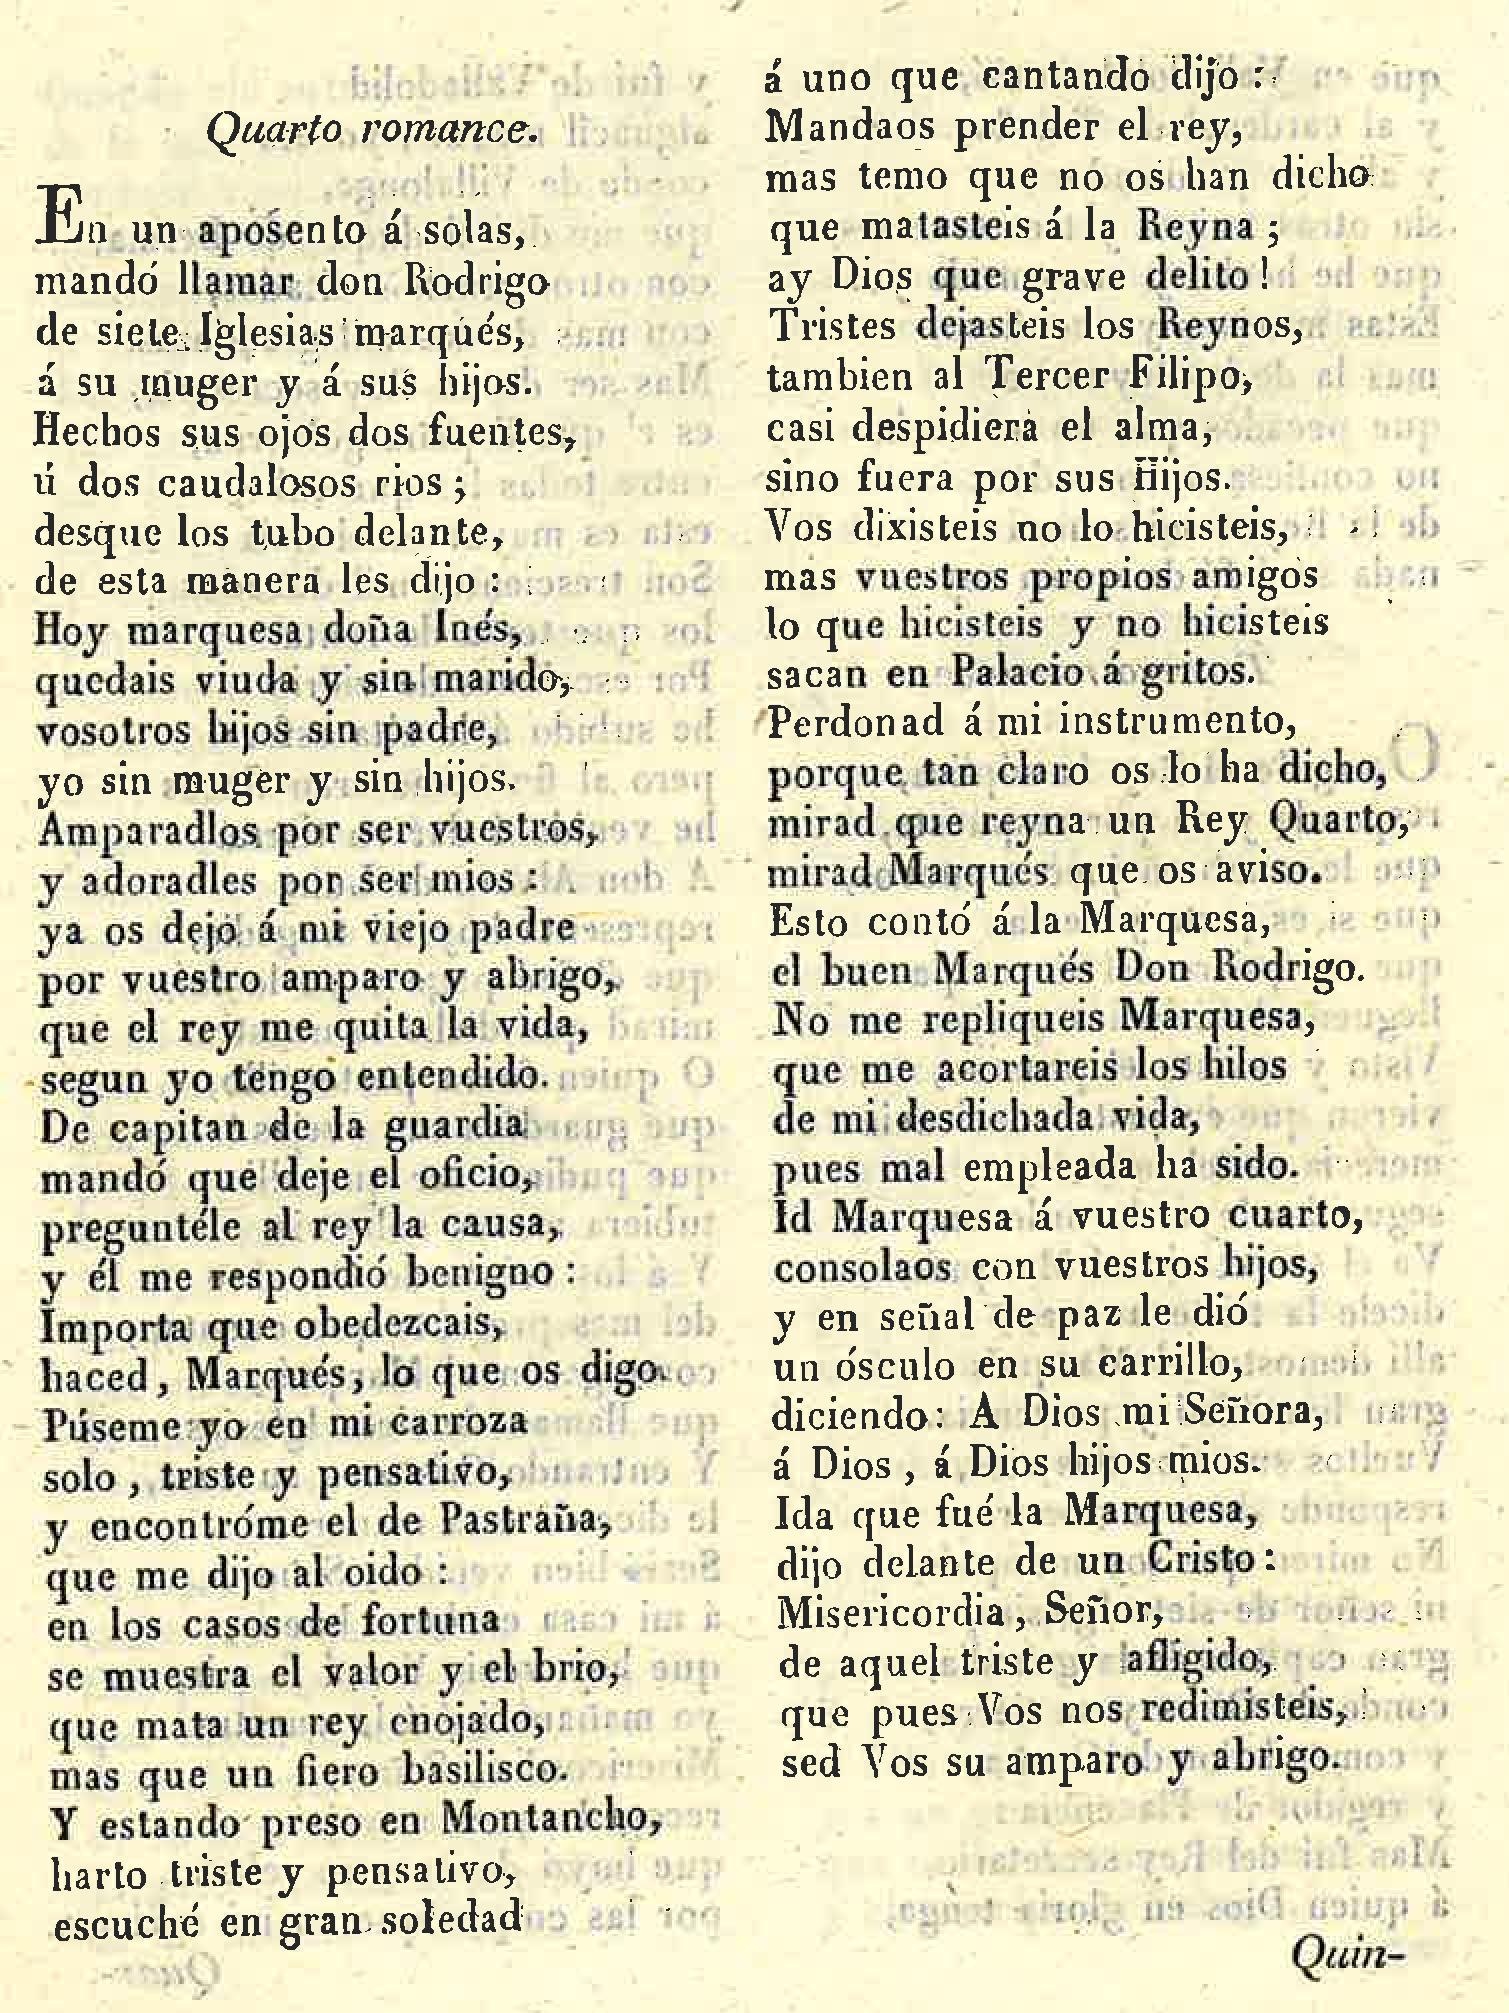 Quarto romance.
En un aposento á solas,
mandó llamar don Rodrigo
de siete Iglesias marqués,
á su muger y á sus hijos.
Hechos sus ojos dos fuentes,
ú dos caudalosos rios;
desque los tubo delante,
de esta manera les dijo:
Hoy marquesa doña Inés,
quedais viuda y sin marido,
vosotros hijos sin padre,
yo sin muger y sin hijos.
Amparadlos por ser vuestros,
y adoradles por ser mios:
ya os dejo á mi viejo padre
por vuestro amparo y abrigo,
que el rey me quita la vida,
segun yo tengo entendido.
De capitan de la guardia
mandó que deje el oficio,
preguntéle al rey la causa,
y él me respondió benigno:
Importa que obedezcais,
haced, Marqués, lo que os digo.
Púseme yo en mi carroza
solo, triste y pensativo,
y encontróme el de Pastraña,
que me dijo al oido:
en los casos de fortuna
se muestra el valor y el brio,
que mata un rey enojado,
mas que un fiero basilisco.
Y estando preso en Montancho,
harto triste y pensativo,
escuché en gran soledad
á uno que cantando dijo:
Mandaos prender el rey,
mas temo que no os han dicho
que matasteis á la Reyna;
ay Dios que grave delito!
Tristes dejasteis los Reynos,
tambien al Tercer Filipo,
casi despidiera el alma,
sino fuera por sus Hijos.
Vos dixisteis no lo hicisteis,
mas vuestros propios amigos
lo que hicisteis y no hicisteis
sacan en Palacio á gritos.
Perdonad á mi instrumento,
porque tan claro os lo ha dicho,
mirad que reyna un Rey Quarto,
mirad Marqués que os aviso.
Esto contó á la Marquesa,
el buen Marqués Don Rodrigo.
No me repliqueis Marquesa,
que me acortareis los hilos
de mi desdichada vida,
pues mal empleada ha sido.
Id Marquesa á vuestro cuarto,
consolaos con vuestros hijos,
y en señal de paz le dió
un ósculo en su carrillo,
diciendo: A Dios mi Señora,
á Dios, á Dios hijos mios.
Ida que fué la Marquesa,
dijo delante de un Cristo:
Misericordia, Señor,
de aquel triste y afligido,
que pues Vos nos redimisteis,
sed Vos su amparo y abrigo.
Quin-